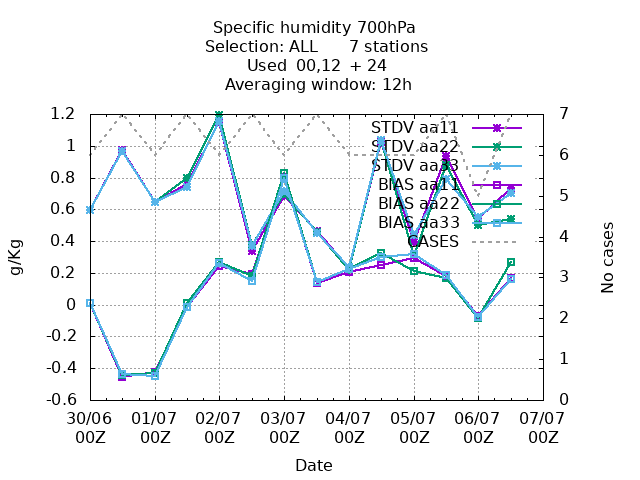 Specific humidity 700hPa
Selection: ALL 7 stations
Used 00,12 + 24
Averaging window: 12h
g/Kg
1.2
1
0.8
0.6
0.4
0.2
0
-0.2
-0.4
-0.6
STDV aa11
STDV aa22
STDV aa33
BIAS aa11
BIAS aa22
BIAS aa33
CASES
7
6
5
4
3
2
1
0
No cases
30/06 01/07 02/07 03/07 04/07 05/07 06/07 07/07
00Z 00Z 00Z 00Z 00Z 00Z 00Z 00Z
Date